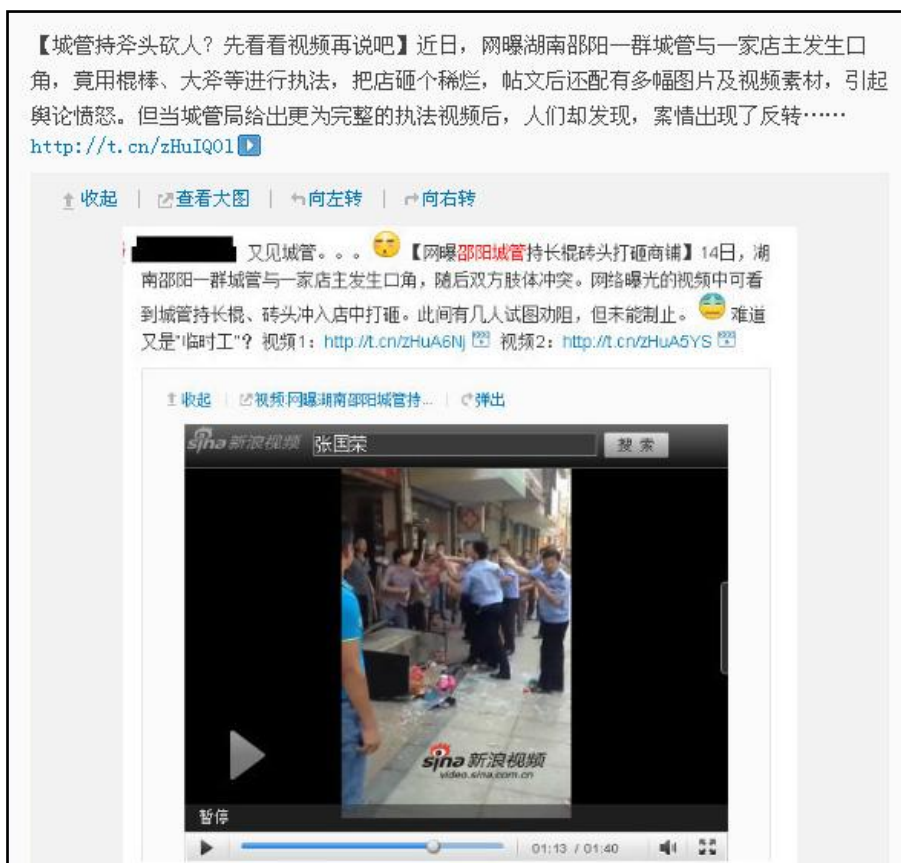 【城管持斧头砍人？先看看视频再说吧】近日，网曝湖南邵阳一群城管与一家店主发生口
角，竟用棍棒、大斧等进行执法，把店砸个稀烂，帖文后还配有多幅图片及视频素材，引起
舆论愤怒。但当城管局给出更为完整的执法视频后，人们却发现，案情出现了反转……
http://t.cn/zHuIQOl
收起 | 查看大图 | 向左转 | 向右转
又见城管。。。 【网曝邵阳城管持长棍砖头打砸商铺】14日，湖
南邵阳一群城管与一家店主发生口角，随后双方肢体冲突。网络曝光的视频中可看
到城管持长棍、砖头冲入店中打砸。此间有几人试图劝阻，但未能制止。 难道
又是"临时工"？ 视频1：http://t.cn/zHuA6Nj 视频2：http://t.cn/zHuA5YS
收起 | 视频:网曝湖南邵阳城管持... | 弹出
sina 新浪视频 张国荣 搜索
sina 新浪视频
video.sina.com.cn
暂停
01:13 / 01:40